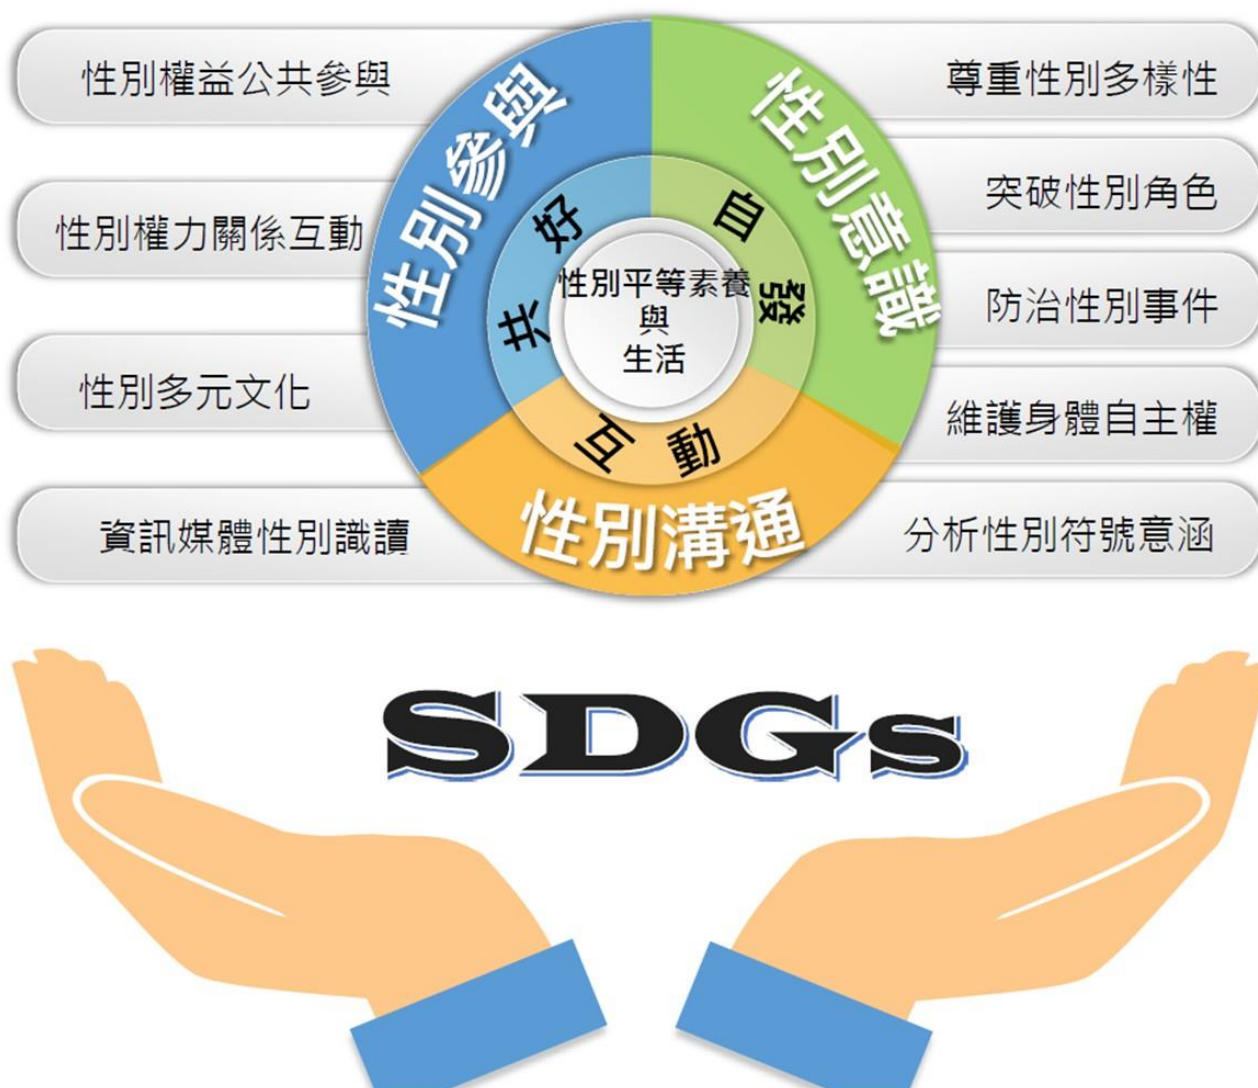 性別權益公共參與
性別權力關係互動
性別多元文化
資訊媒體性別識讀
性別參與
性別意識
性別溝通
共好
自發
互動
性別平等素養
與
生活
尊重性別多樣性
突破性別角色
防治性別事件
維護身體自主權
分析性別符號意涵
SDGs